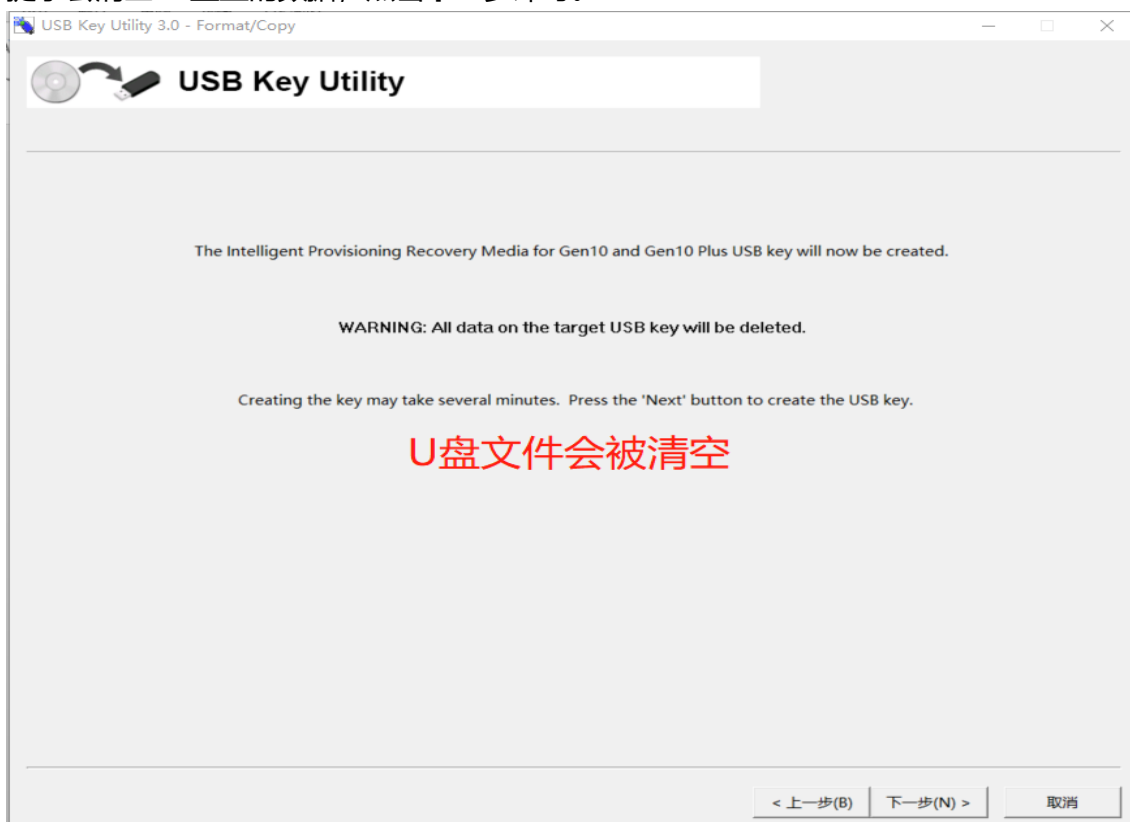 USB Key Utility 3.0 - Format/Copy
USB Key Utility
The Intelligent Provisioning Recovery Media for Gen10 and Gen10 Plus USB key will now be created.
WARNING: All data on the target USB key will be deleted.
Creating the key may take several minutes. Press the 'Next' button to create the USB key.
U盘文件会被清空
< 上一步(B) 下一步(N) > 取消